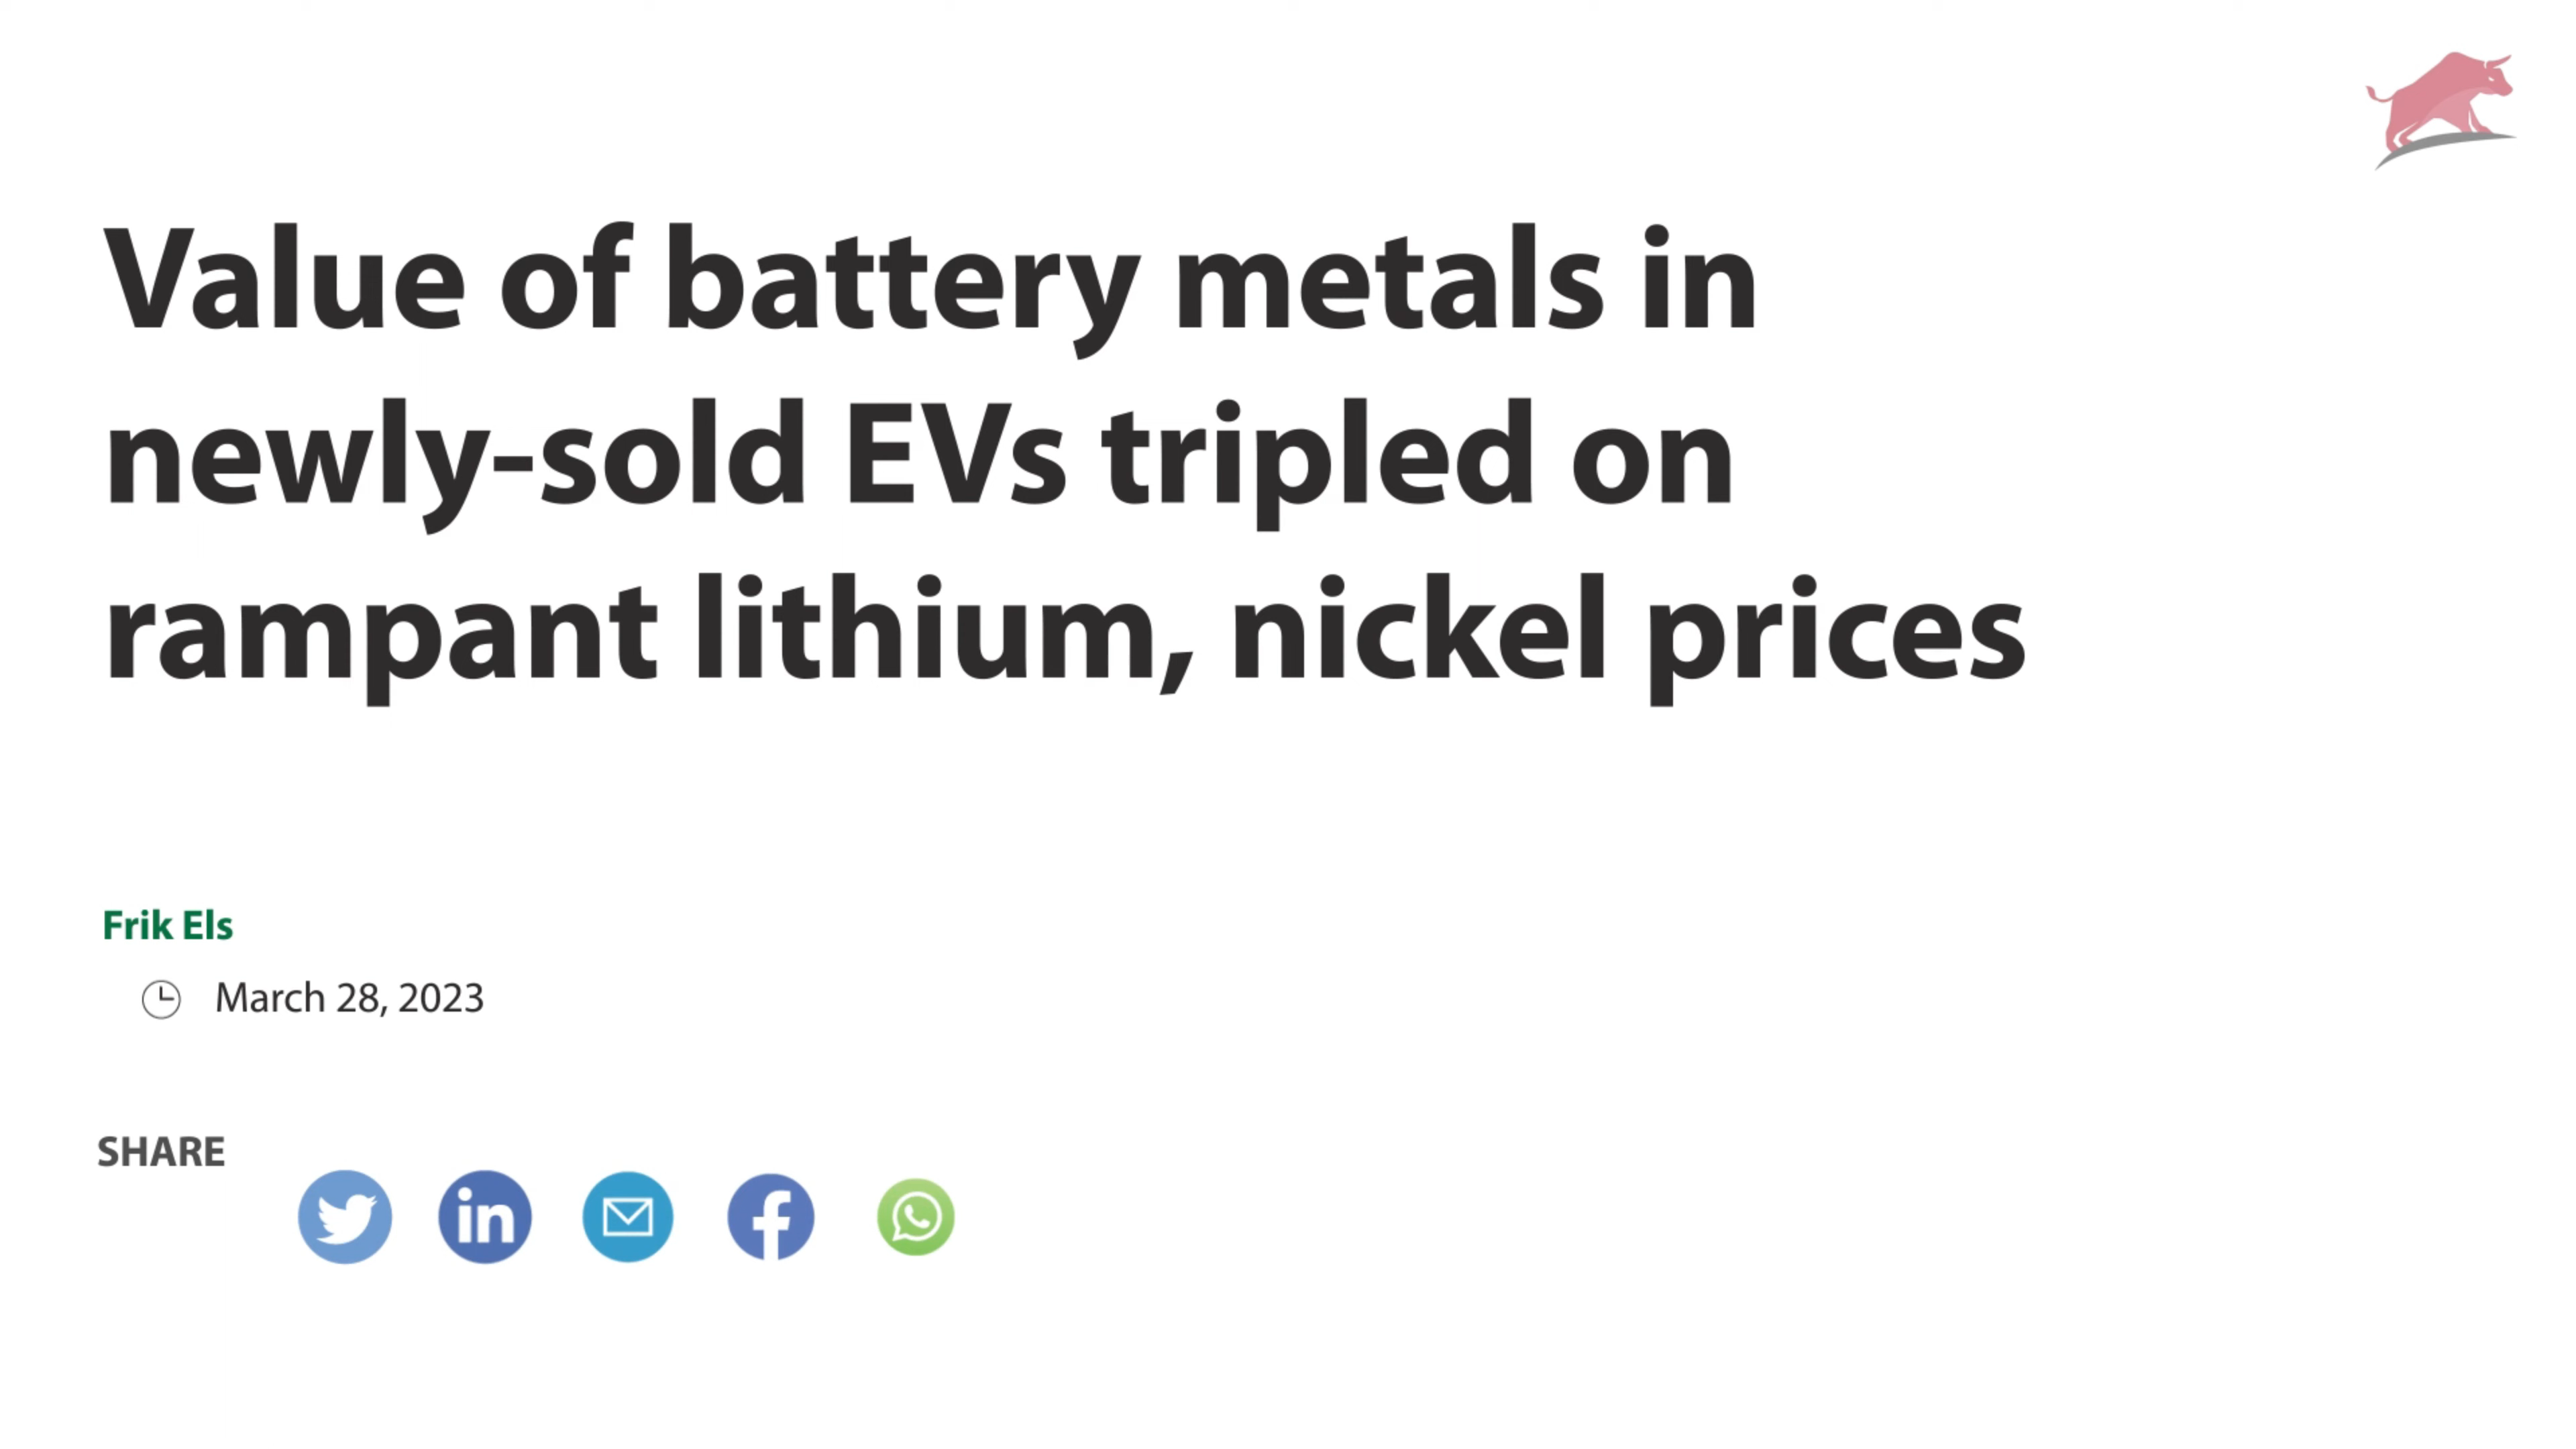 Value of battery metals in
newly-sold EVs tripled on
rampant lithium, nickel prices
Frik Els
March 28, 2023
SHARE
in
f